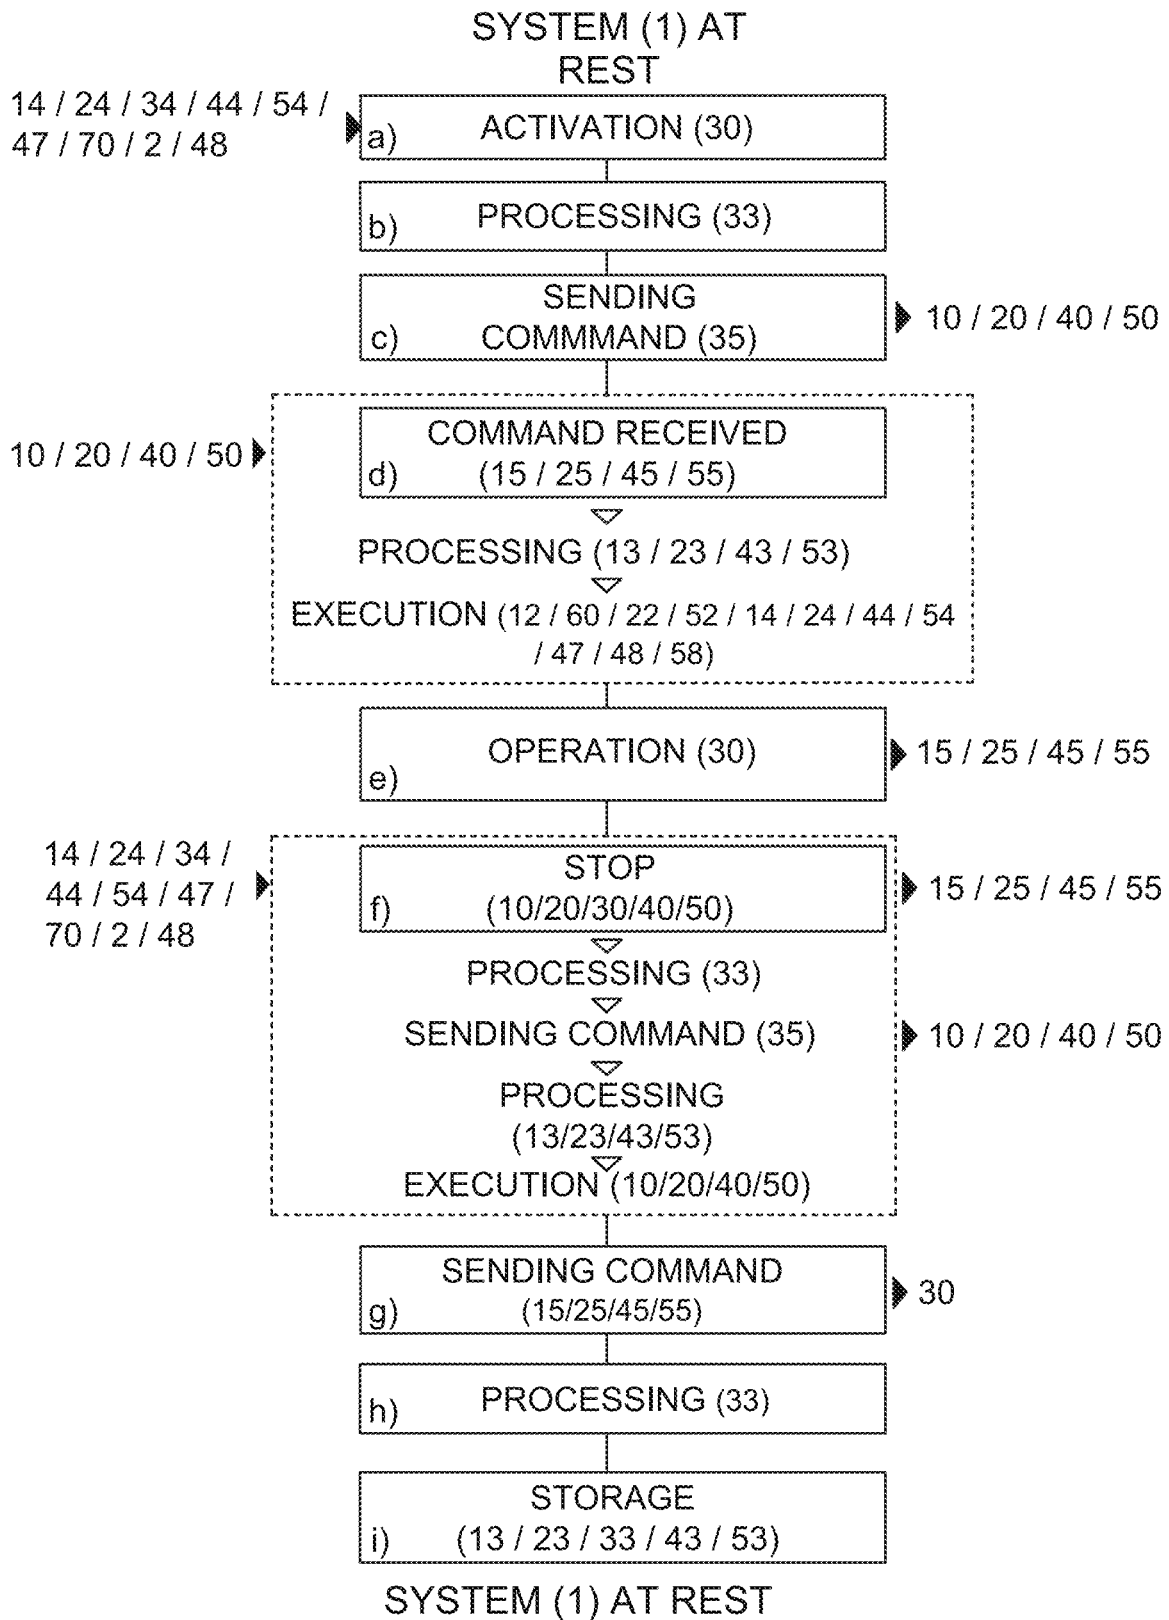 SYSTEM (1) AT
REST
14 / 24 / 34 / 44 / 54 /
47 / 70 / 2 / 48
a) ACTIVATION (30)
b) PROCESSING (33)
SENDING
c) COMMMAND (35)
10 / 20 / 40 / 50
10 / 20 / 40 / 50
COMMAND RECEIVED
d) (15 / 25 / 45 / 55)
PROCESSING (13 / 23 / 43 / 53)
EXECUTION (12 / 60 / 22 / 52 / 14 / 24 / 44 / 54
/ 47 / 48 / 58)
OPERATION (30)
e)
15 / 25 / 45 / 55
14 / 24 / 34 /
44 / 54 / 47 /
70 / 2 / 48
STOP
f) (10/20/30/40/50)
15 / 25 / 45 / 55
PROCESSING (33)
SENDING COMMAND (35)
10 / 20 / 40 / 50
PROCESSING
(13/23/43/53)
EXECUTION (10/20/40/50)
SENDING COMMAND
g) (15/25/45/55)
30
h) PROCESSING (33)
STORAGE
i) (13 / 23 / 33 / 43 / 53)
SYSTEM (1) AT REST